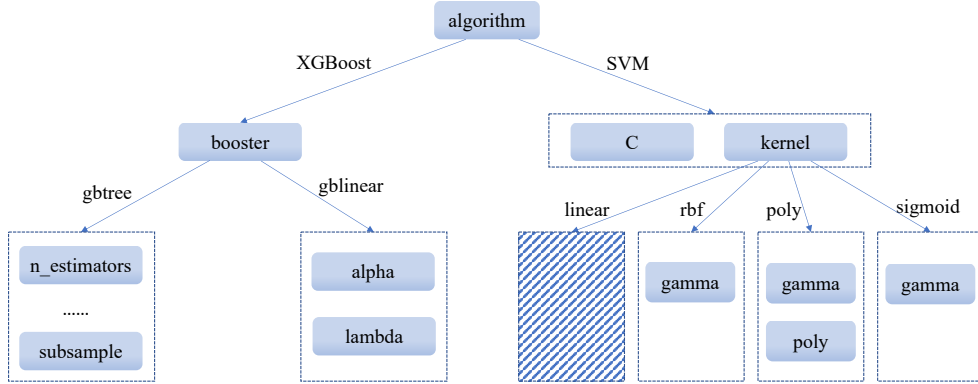 algorithm
XGBoost
SVM
booster
C
kernel
gbtree
gblinear
linear
rbf
poly
sigmoid
n_estimators
alpha
gamma
gamma
gamma
......
lambda
poly
subsample